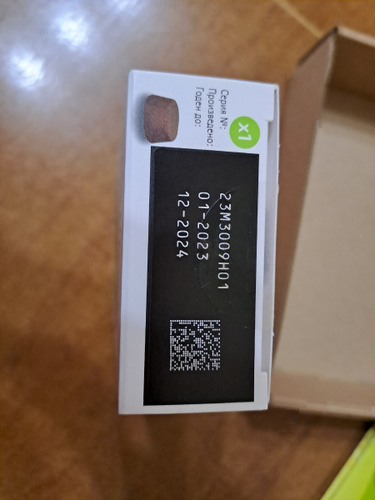 x1
Серия №:
Произведено:
Годен до:
23M3009H01
01-2023
12-2024